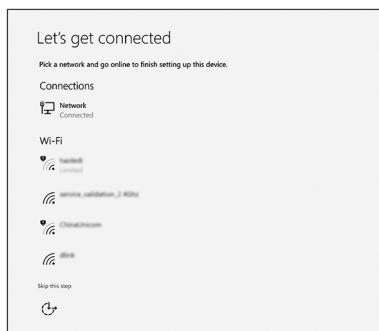 Let's get connected
Pick a network and go online to finish setting up this device.
Connections
Network
Connected
Wi-Fi
Limited
service_validation_2.4Ghz
ChinaUnicom
dlink
Skip this step